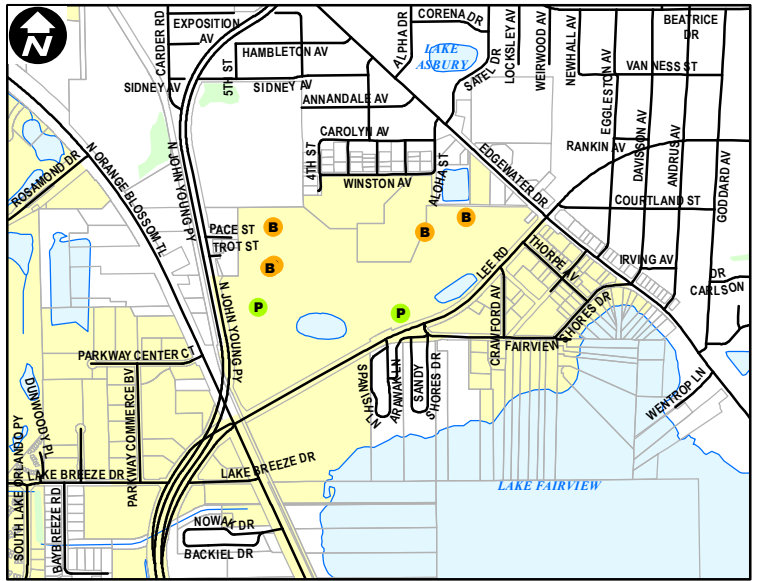 N
EXPOSITION
AV
CARDER RD
HAMBLETON AV
5TH ST
SIDNEY AV
SIDNEY AV
ANNANDALE AV
ALPHA DR
CORENA DR
LAKE
ASBURY
SATEL DR
LOCKSLEY AV
WEIRWOOD AV
NEWHALL AV
BEATRICE
DR
VAN NESS ST
EGGLESTON AV
DAVISSON AV
ANDRUS AV
GODDARD AV
RANKIN AV
CAROLYN AV
4TH ST
WINSTON AV
ALOHA ST
EDGEWATER DR
COURTLAND ST
ROSAMOND DR
N ORANGE BLOSSOM TL
N JOHN YOUNG PY
PACE ST
TROT ST
B
B
B
B
P
P
LEE RD
THORPE AV
IRVING AV
DR
CARLSON
N JOHN YOUNG PY
CRAWFORD AV
FAIRVIEW SHORES DR
PARKWAY CENTER CT
PARKWAY COMMERCE BV
DUNWOODY PL
SOUTH LAKE ORLANDO PY
SPANISH LN
ARAWAK LN
SANDY
SHORES DR
WENTROP LN
LAKE BREEZE DR
LAKE BREEZE DR
LAKE FAIRVIEW
BAYBREEZE RD
NOWAK DR
BACKIEL DR